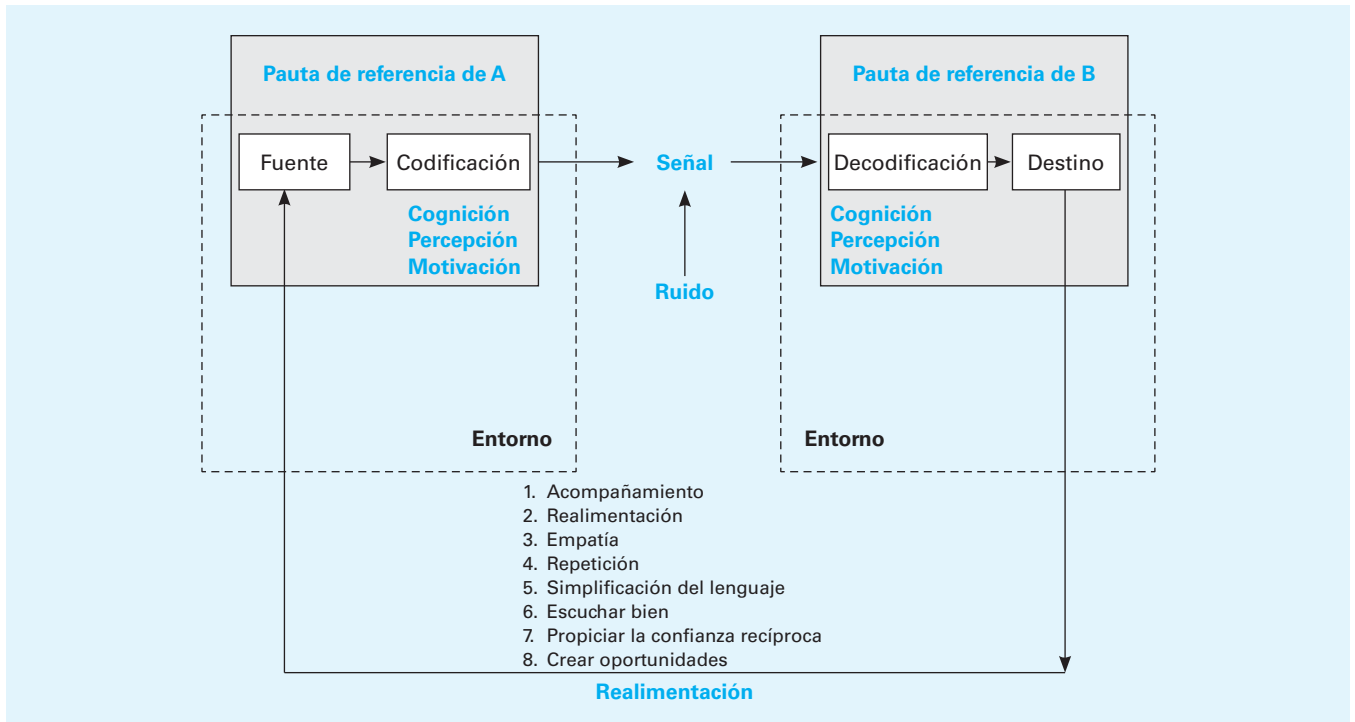 Pauta de referencia de A
Pauta de referencia de B
Fuente
Codificación
Señal
Decodificación
Destino
Cognición
Percepción
Motivación
Cognición
Percepción
Motivación
Ruido
Entorno
Entorno
1. Acompañamiento
2. Realimentación
3. Empatía
4. Repetición
5. Simplificación del lenguaje
6. Escuchar bien
7. Propiciar la confianza recíproca
8. Crear oportunidades
Realimentación